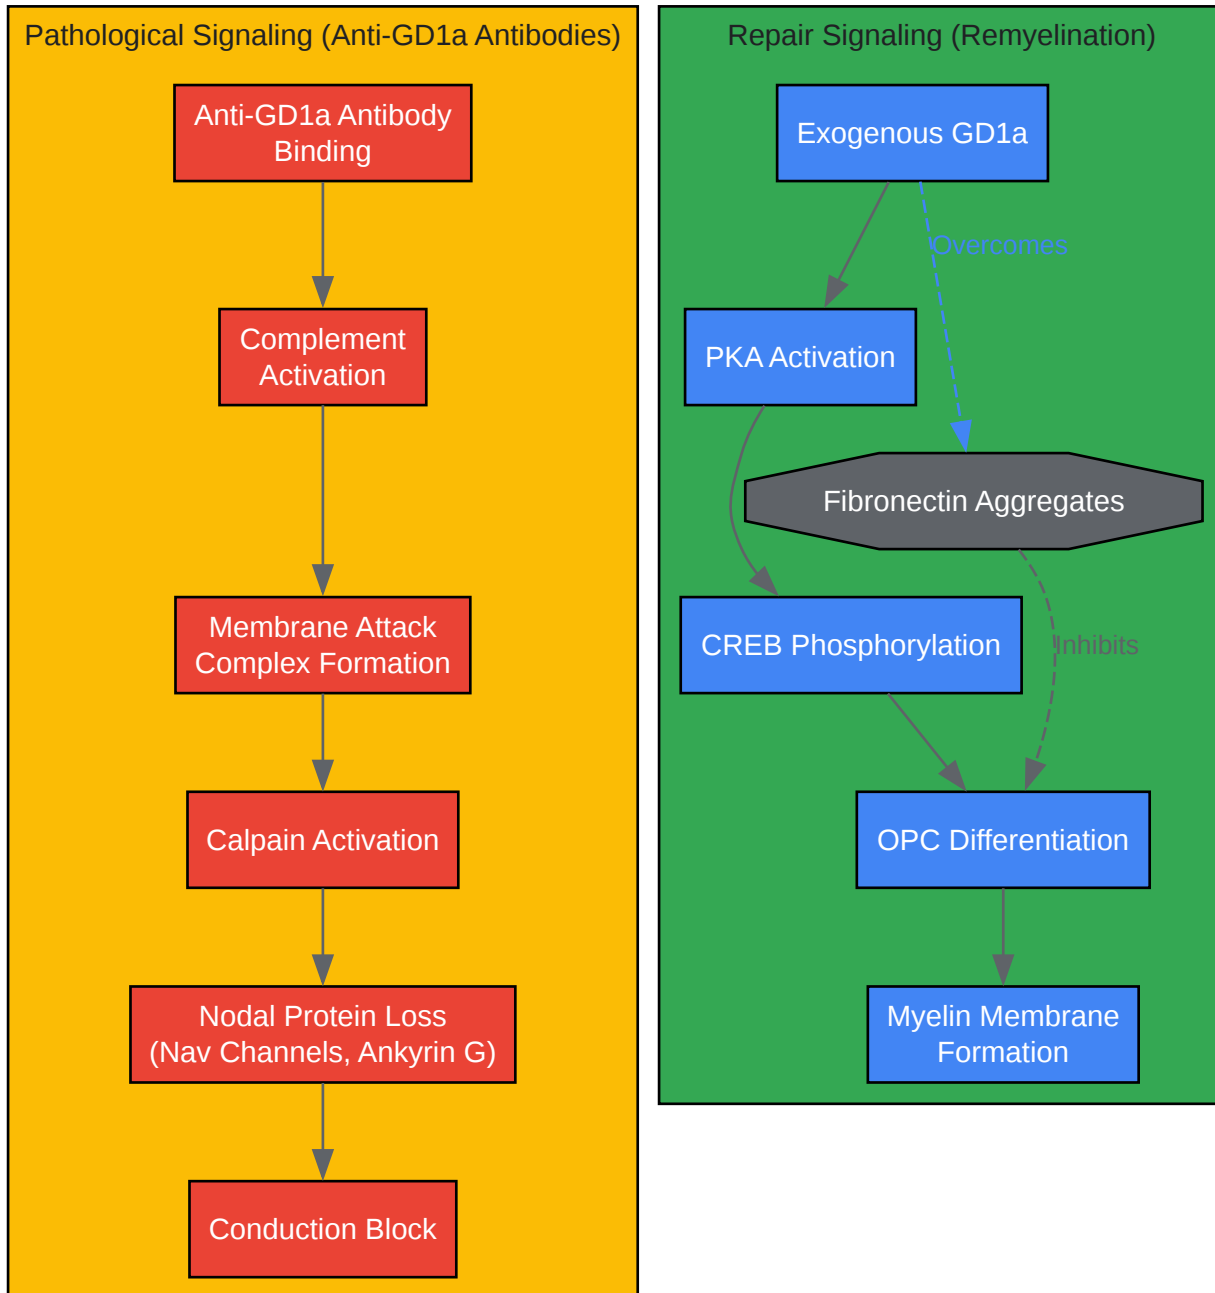 Pathological Signaling (Anti-GD1a Antibodies)
Anti-GD1a Antibody
Binding
Complement
Activation
Membrane Attack
Complex Formation
Calpain Activation
Nodal Protein Loss
(Nav Channels, Ankyrin G)
Conduction Block
Repair Signaling (Remyelination)
Exogenous GD1a
Overcomes
PKA Activation
Fibronectin Aggregates
CREB Phosphorylation
Inhibits
OPC Differentiation
Myelin Membrane
Formation